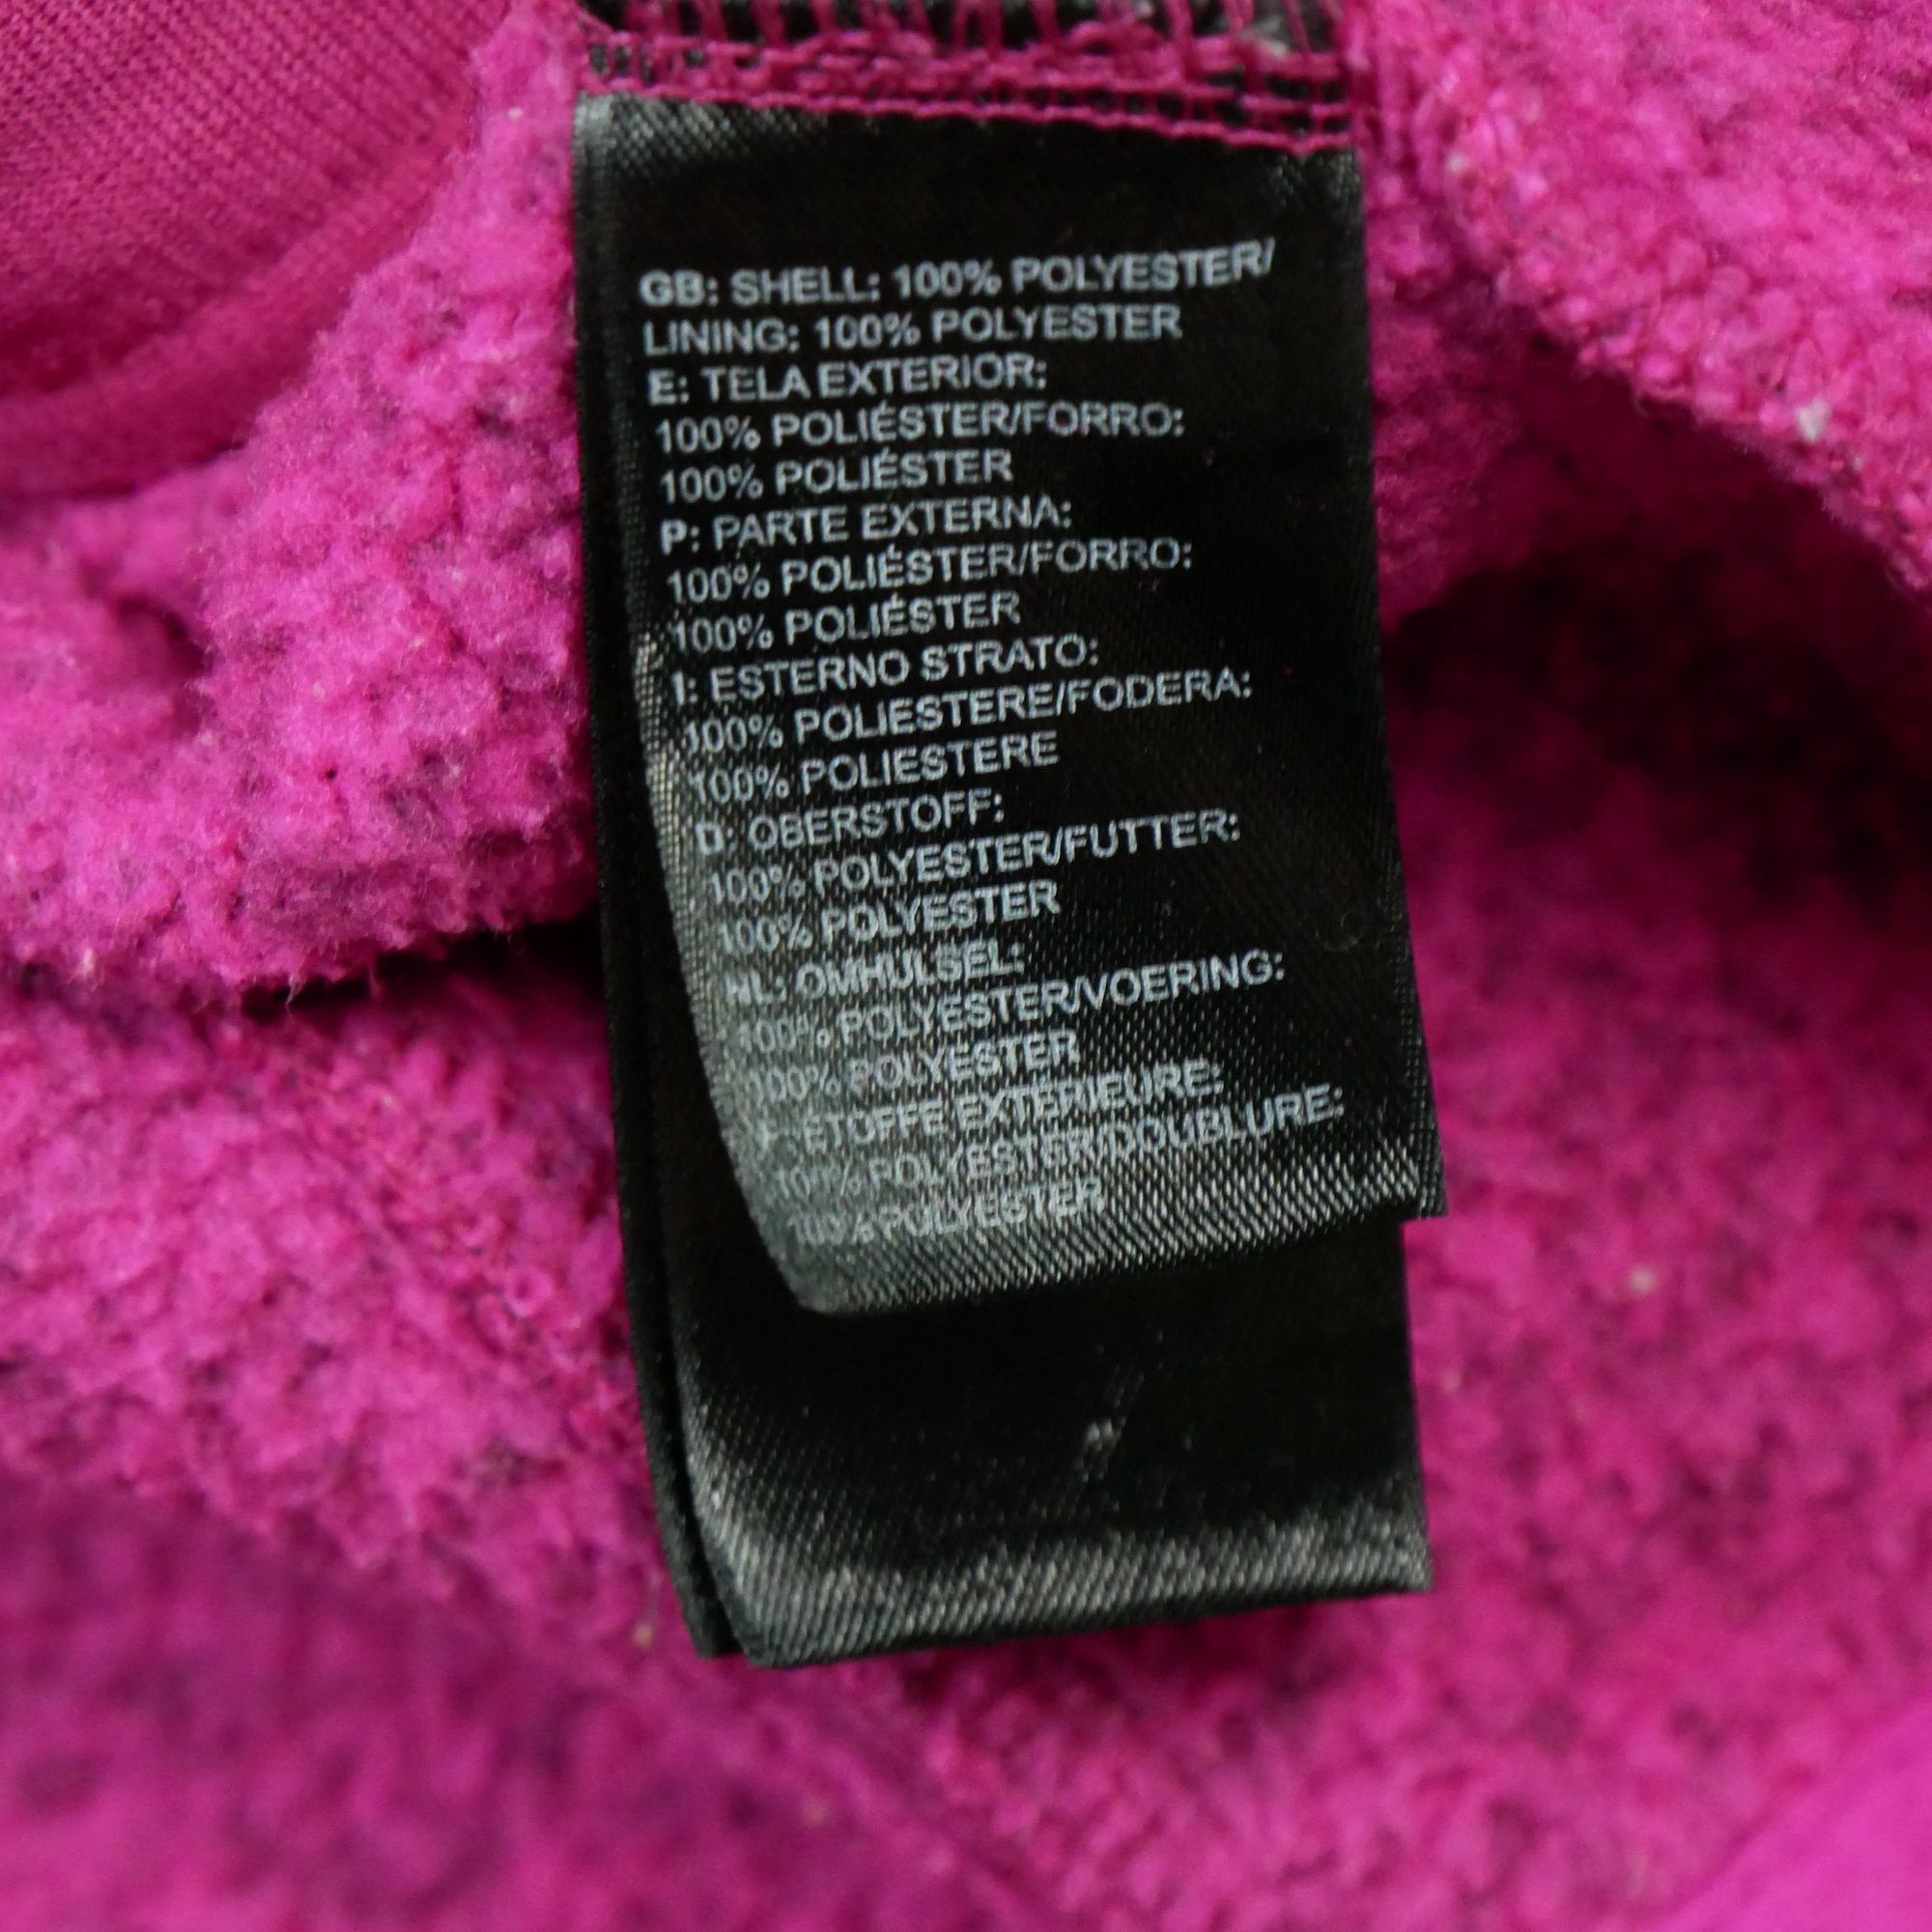 GB: SHELL: 100% POLYESTER/
LINING: 100% POLYESTER
E: TELA EXTERIOR:
100% POLIÉSTER/FORRO:
100% POLIÉSTER
P: PARTE EXTERNA:
100% POLIÉSTER/FORRO:
100% POLIÉSTER
I: ESTERNO STRATO:
100% POLIESTERE/FODERA:
100% POLIESTERE
D: OBERSTOFF:
100% POLYESTER/FUTTER:
100% POLYESTER
NL: OMHULSEL:
100% POLYESTER/VOERING:
100% POLYESTER
F: ÉTOFFE EXTÉRIEURE:
100% POLYESTER/DOUBLURE:
100% POLYESTER